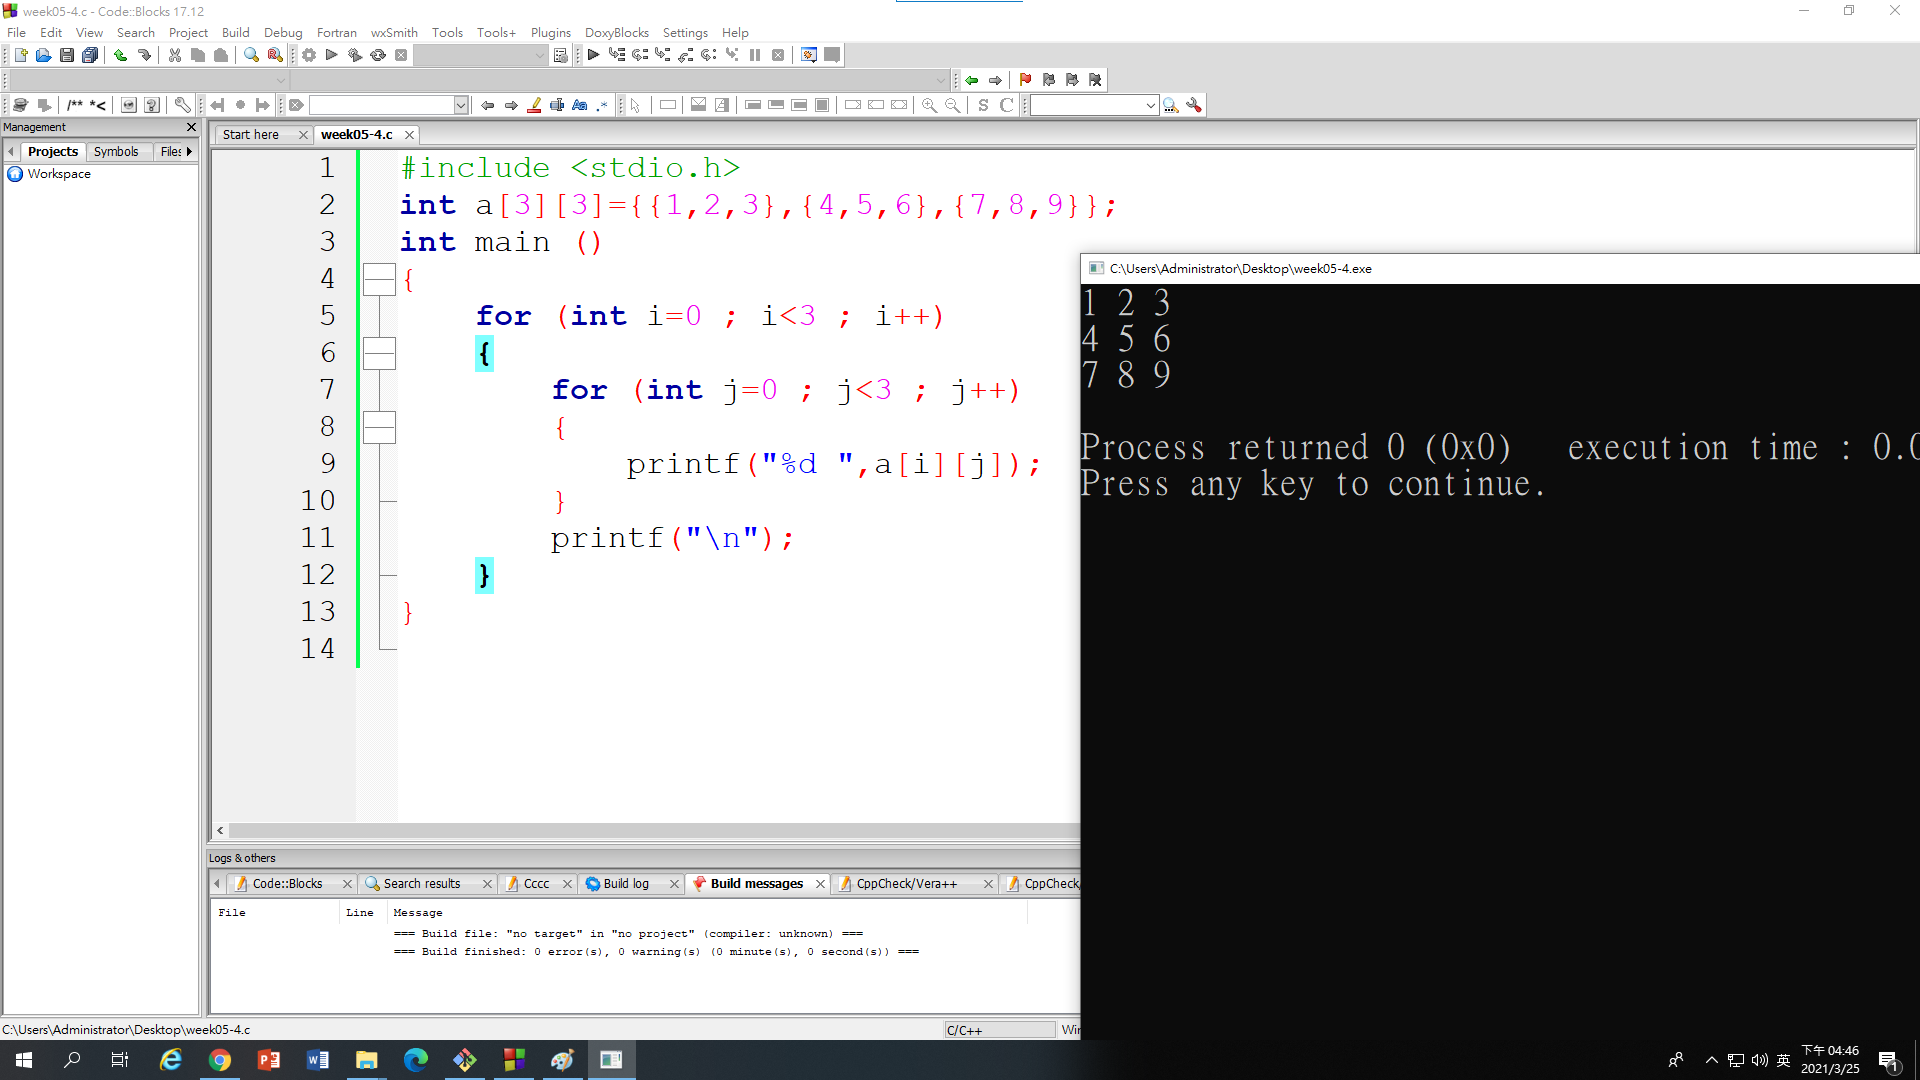 week05-4.c - Code::Blocks 17.12
File Edit View Search Project Build Debug Fortran wxSmith Tools Tools+ Plugins DoxyBlocks Settings Help
/** *<
S C
Management
Start here week05-4.c
Projects Symbols Files
Workspace
1 #include <stdio.h>
2 int a[3][3]={{1,2,3},{4,5,6},{7,8,9}};
3 int main ()
4 {
5 for (int i=0 ; i<3 ; i++)
6 {
7 for (int j=0 ; j<3 ; j++)
8 {
9 printf("%d ",a[i][j]);
10 }
11 printf("\n");
12 }
13 }
14
C:\Users\Administrator\Desktop\week05-4.exe
1 2 3
4 5 6
7 8 9
Process returned 0 (0x0) execution time : 0.0
Press any key to continue.
Logs & others
Code::Blocks Search results Cccc Build log Build messages CppCheck/Vera++ CppCheck/
File Line Message
=== Build file: "no target" in "no project" (compiler: unknown) ===
=== Build finished: 0 error(s), 0 warning(s) (0 minute(s), 0 second(s)) ===
C:\Users\Administrator\Desktop\week05-4.c C/C++ Win
英 下午 04:46
2021/3/25
1